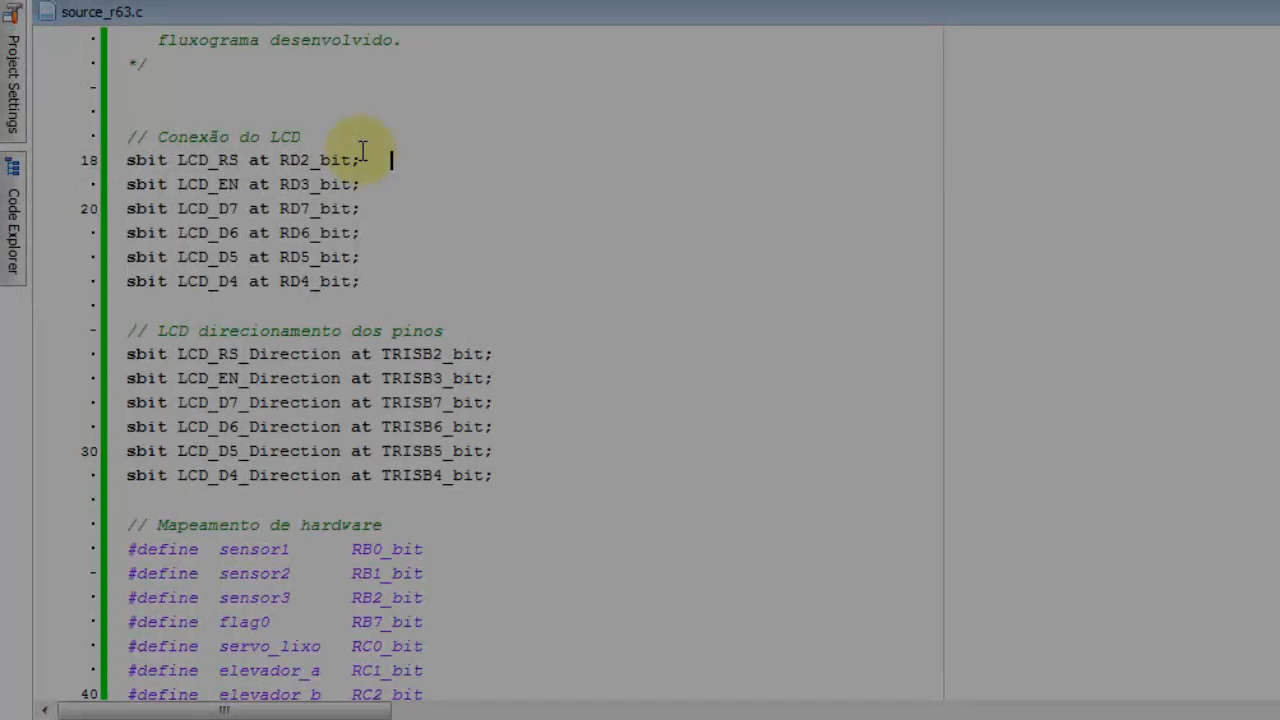 source_r63.c
Project Settings
Code Explorer
fluxograma desenvolvido.
*/
// Conexão do LCD
18 sbit LCD_RS at RD2_bit;
sbit LCD_EN at RD3_bit;
20 sbit LCD_D7 at RD7_bit;
sbit LCD_D6 at RD6_bit;
sbit LCD_D5 at RD5_bit;
sbit LCD_D4 at RD4_bit;
// LCD direcionamento dos pinos
sbit LCD_RS_Direction at TRISB2_bit;
sbit LCD_EN_Direction at TRISB3_bit;
sbit LCD_D7_Direction at TRISB7_bit;
sbit LCD_D6_Direction at TRISB6_bit;
30 sbit LCD_D5_Direction at TRISB5_bit;
sbit LCD_D4_Direction at TRISB4_bit;
// Mapeamento de hardware
#define sensor1 RB0_bit
#define sensor2 RB1_bit
#define sensor3 RB2_bit
#define flag0 RB7_bit
#define servo_lixo RC0_bit
#define elevador_a RC1_bit
40 #define elevador_b RC2_bit